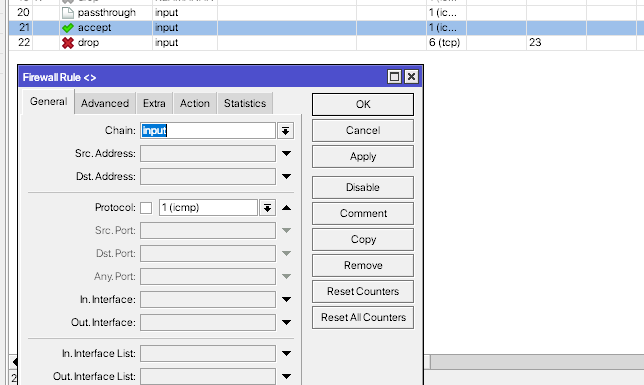 20 passthrough input 1 (ic...
21 accept input 1 (ic...
22 drop input 6 (tcp) 23
Firewall Rule <>
General Advanced Extra Action Statistics
OK
Chain: input
Cancel
Src. Address:
Apply
Dst. Address:
Disable
Protocol: 1 (icmp)
Comment
Src. Port:
Copy
Dst. Port:
Remove
Any. Port:
Reset Counters
In. Interface:
Reset All Counters
Out. Interface:
In. Interface List:
Out. Interface List:
2